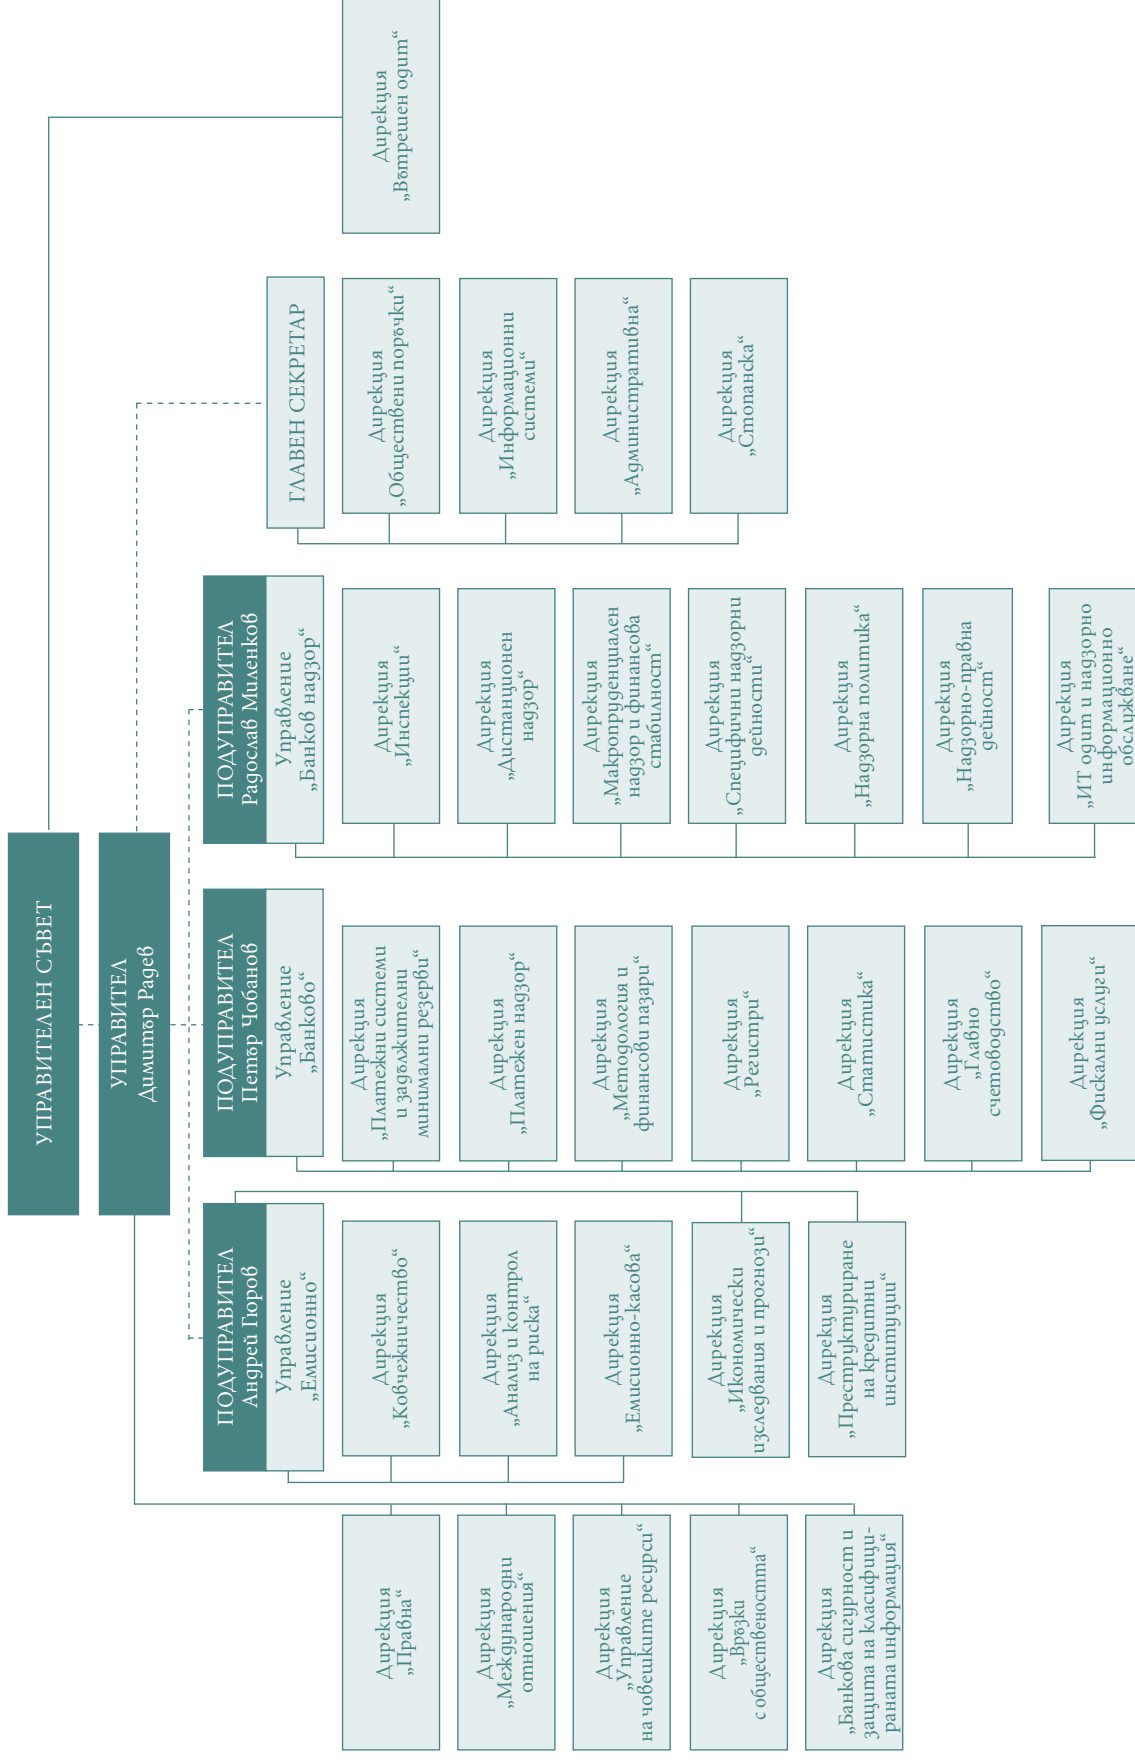 УПРАВИТЕЛЕН СЪВЕТ
УПРАВИТЕЛ
Димитър Радев
Дирекция
„Правна“
Дирекция
„Международни
отношения“
Дирекция
„Управление
на човешките ресурси“
Дирекция
„Връзки
с обществеността“
Дирекция
„Банкова сигурност и
защита на класифици-
раната информация“
ПОДУПРАВИТЕЛ
Андрей Гюров
Управление
„Емисионно“
Дирекция
„Ковчежничество“
Дирекция
„Анализ и контрол
на риска“
Дирекция
„Емисионно-касова“
Дирекция
„Икономически
изследвания и прогнози“
Дирекция
„Преструктуриране
на кредитни
институции“
ПОДУПРАВИТЕЛ
Петър Чобанов
Управление
„Банково“
Дирекция
„Платежни системи
и задължителни
минимални резерви“
Дирекция
„Платежен надзор“
Дирекция
„Методология и
финансови пазари“
Дирекция
„Регистри“
Дирекция
„Статистика“
Дирекция
„Главно
счетоводство“
Дирекция
„Фискални услуги“
ПОДУПРАВИТЕЛ
Радослав Миленков
Управление
„Банков надзор“
Дирекция
„Инспекции“
Дирекция
„Дистанционен
надзор“
Дирекция
„Макропруденциален
надзор и финансова
стабилност“
Дирекция
„Специфични надзорни
дейности“
Дирекция
„Надзорна политика“
Дирекция
„Надзорно-правна
дейност“
Дирекция
„ИТ одит и надзорно
информационно
обслужване“
ГЛАВЕН СЕКРЕТАР
Дирекция
„Обществени поръчки“
Дирекция
„Информационни
системи“
Дирекция
„Административна“
Дирекция
„Стопанска“
Дирекция
„Вътрешен одит“